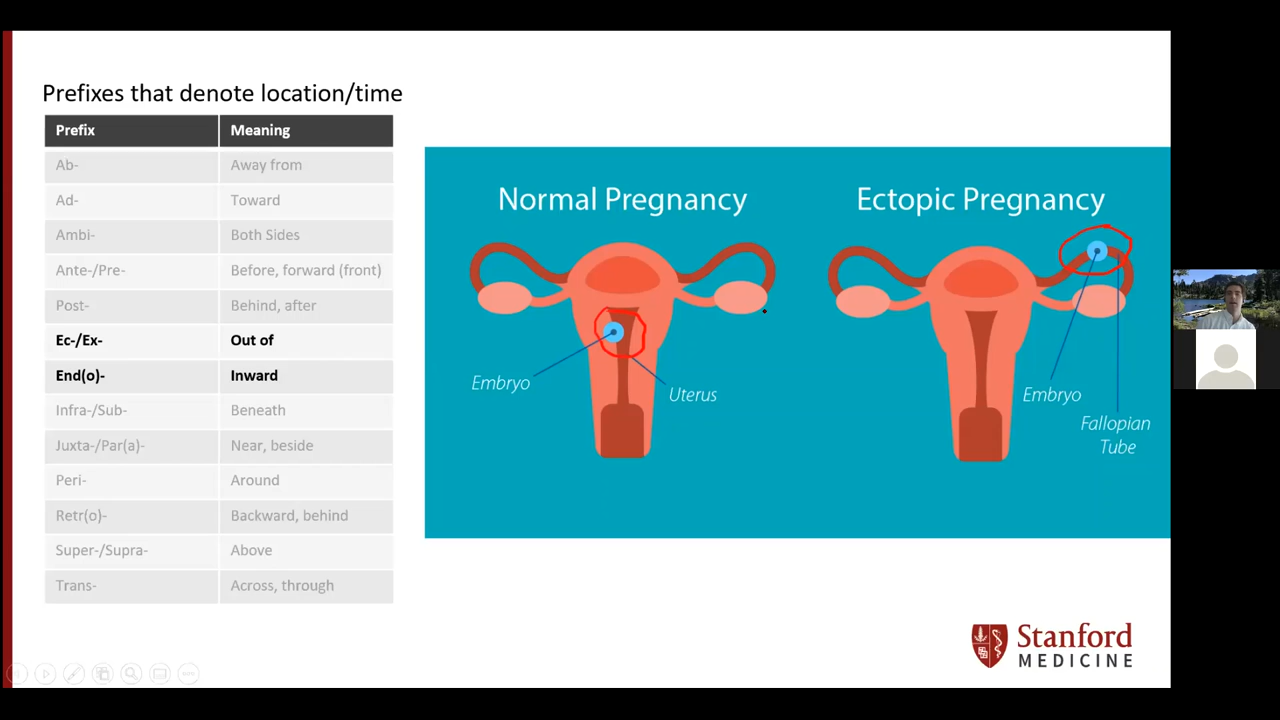 Prefixes that denote location/time
Prefix Meaning
Ab- Away from
Ad- Toward
Ambi- Both Sides
Ante-/Pre- Before, forward (front)
Post- Behind, after
Ec-/Ex- Out of
End(o)- Inward
Infra-/Sub- Beneath
Juxta-/Par(a)- Near, beside
Peri- Around
Retr(o)- Backward, behind
Super-/Supra- Above
Trans- Across, through
Normal Pregnancy
Embryo
Uterus
Ectopic Pregnancy
Embryo
Fallopian
Tube
Stanford
MEDICINE